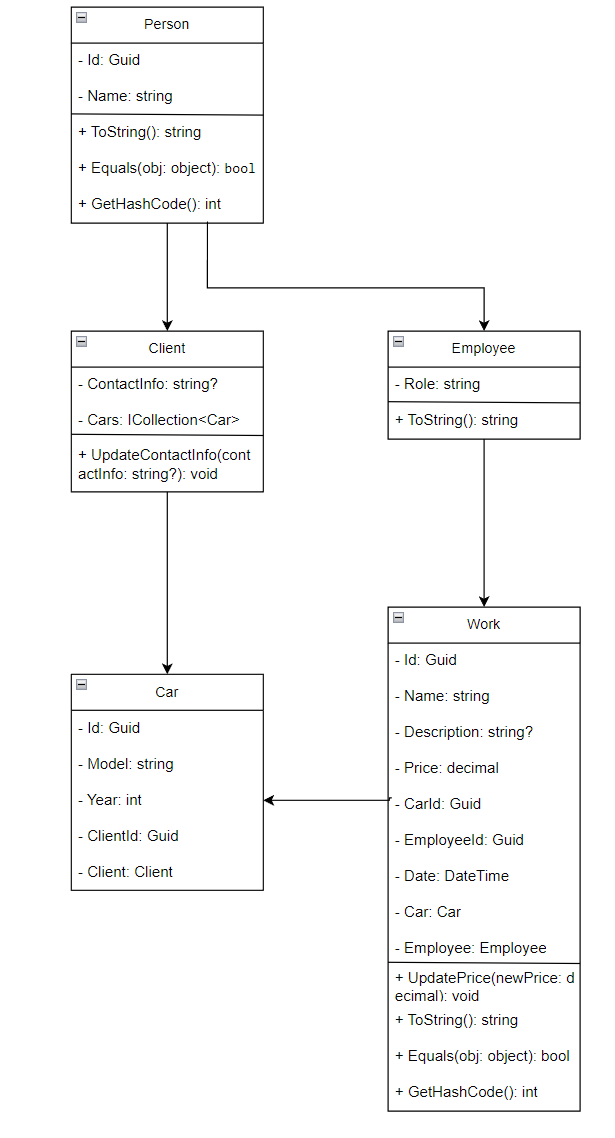 Person
- Id: Guid
- Name: string
+ ToString(): string
+ Equals(obj: object): bool
+ GetHashCode(): int
Client
- ContactInfo: string?
- Cars: ICollection<Car>
+ UpdateContactInfo(cont
actInfo: string?): void
Employee
- Role: string
+ ToString(): string
Car
- Id: Guid
- Model: string
- Year: int
- ClientId: Guid
- Client: Client
Work
- Id: Guid
- Name: string
- Description: string?
- Price: decimal
- CarId: Guid
- EmployeeId: Guid
- Date: DateTime
- Car: Car
- Employee: Employee
+ UpdatePrice(newPrice: d
ecimal): void
+ ToString(): string
+ Equals(obj: object): bool
+ GetHashCode(): int